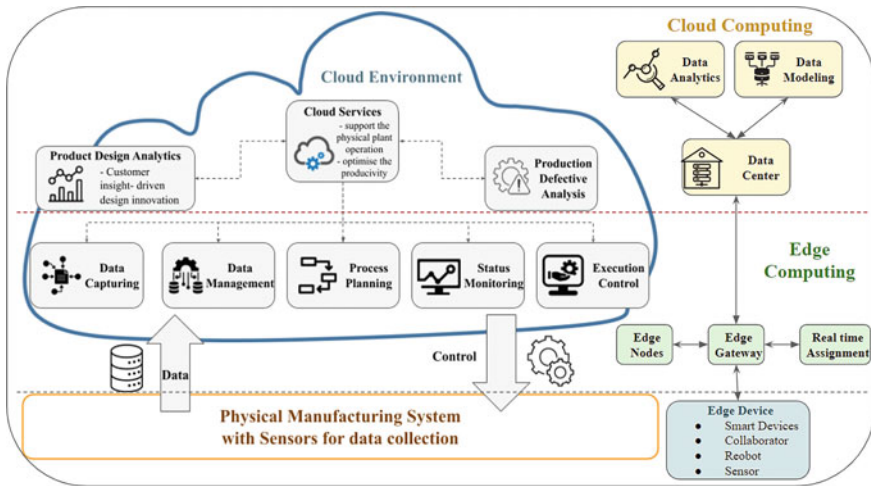 Cloud Computing
Cloud Environment
Data
Analytics
Data
Modeling
Cloud Services
- support the
physical plant
operation
- optimise the
producivity
Product Design Analytics
- Customer
insight- driven
design innovation
Production
Defective
Analysis
Data
Center
Edge
Computing
Data
Capturing
Data
Management
Process
Planning
Status
Monitoring
Execution
Control
Edge
Nodes
Edge
Gateway
Real time
Assignment
Data
Control
Physical Manufacturing System
with Sensors for data collection
Edge Device
● Smart Devices
● Collaborator
● Reobot
● Sensor